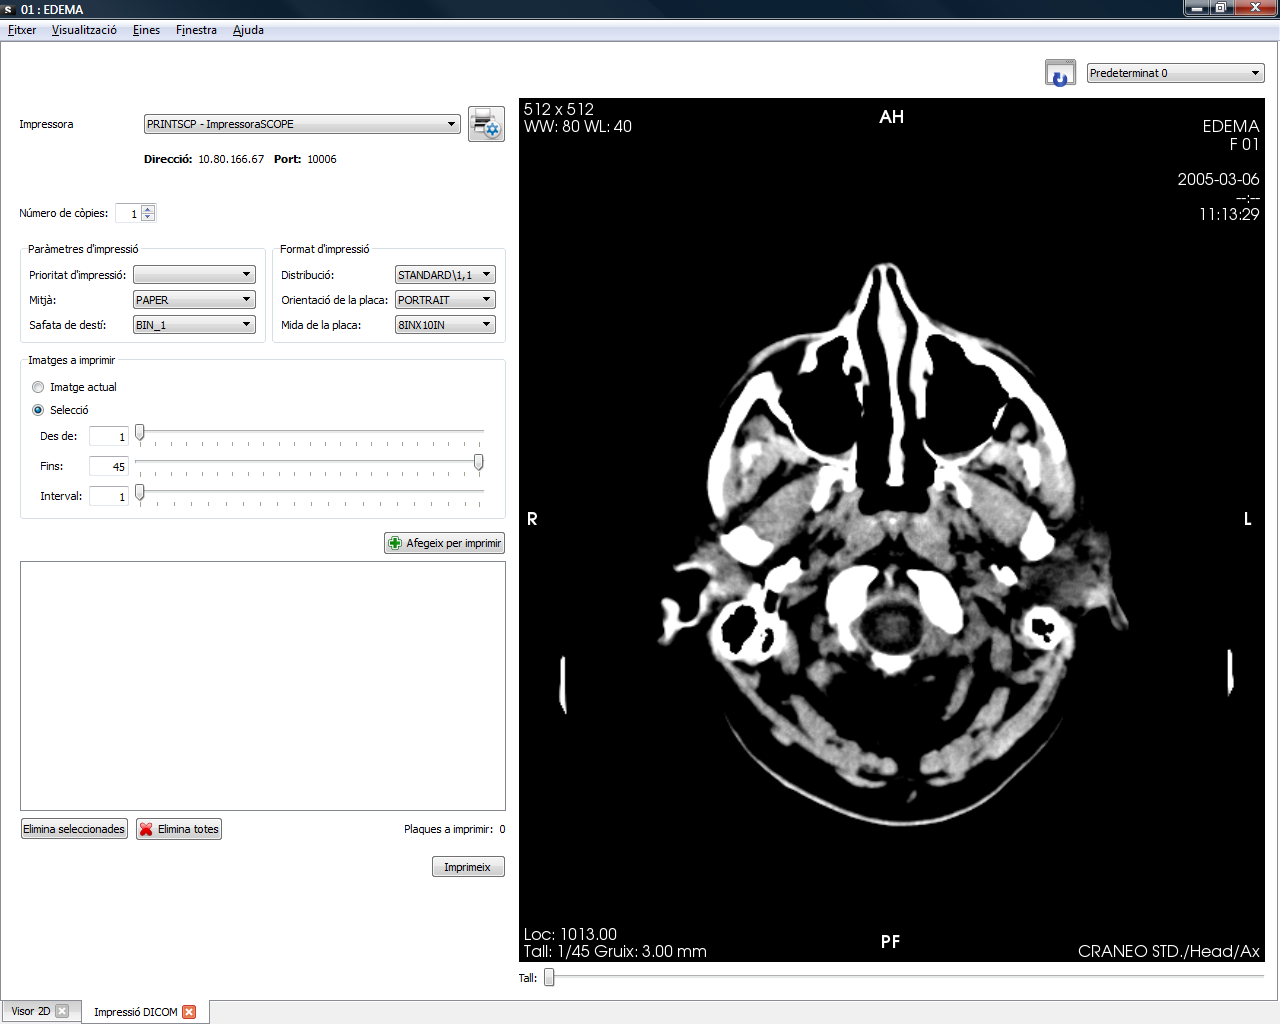 S 01 : EDEMA
Fitxer Visualització Eines Finestra Ajuda
Predeterminat 0
Impressora PRINTSCP - ImpressoraSCOPE
Direcció: 10.80.166.67 Port: 10006
Número de còpies: 1
Paràmetres d'impressió
Prioritat d'impressió:
Mitjà: PAPER
Safata de destí: BIN_1
Format d'impressió
Distribució: STANDARD\1,1
Orientació de la placa: PORTRAIT
Mida de la placa: 8INX10IN
Imatges a imprimir
Imatge actual
Selecció
Des de: 1
Fins: 45
Interval: 1
Afegeix per imprimir
Elimina seleccionades Elimina totes Plaques a imprimir: 0
Imprimeix
512 x 512
WW: 80 WL: 40
AH
EDEMA
F 01
2005-03-06
--:--
11:13:29
R
L
Loc: 1013.00
Tall: 1/45 Gruix: 3.00 mm
PF
CRANEO STD./Head/Ax
Tall:
Visor 2D Impressió DICOM